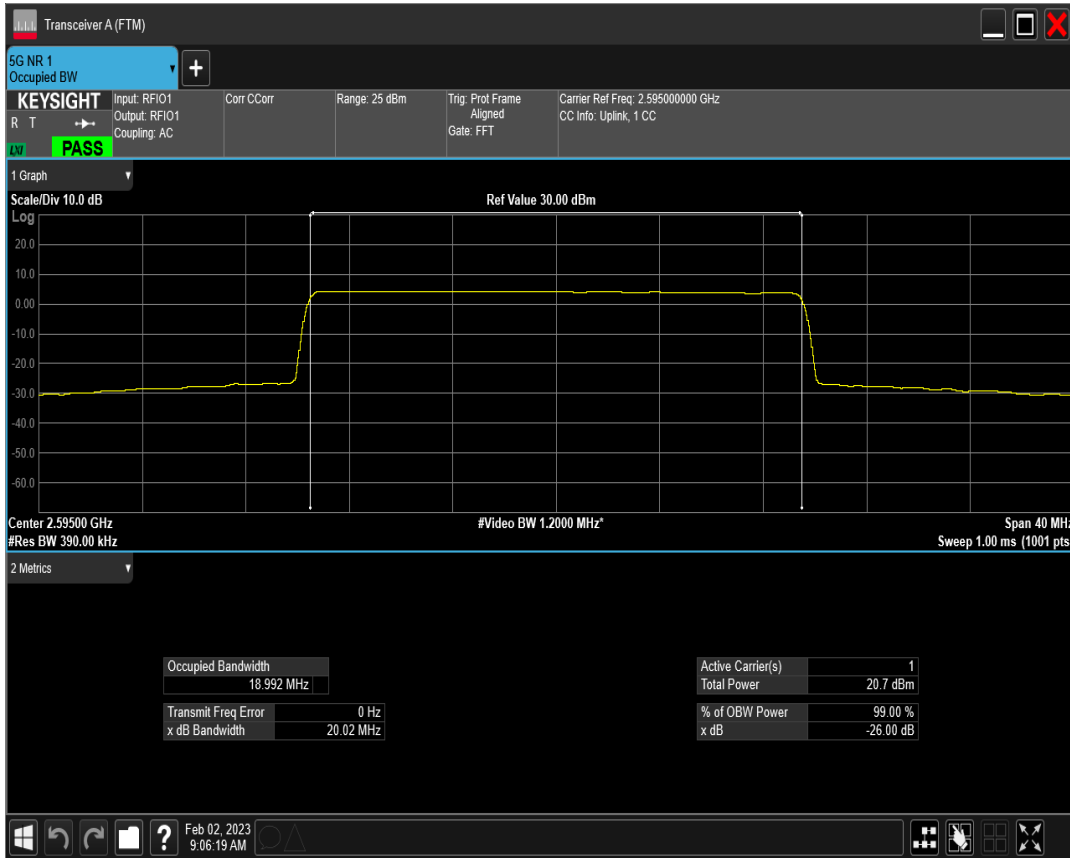 Transceiver A (FTM)
5G NR 1
Occupied BW
+
KEYSIGHT
R T
LXI
PASS
Input: RFIO1
Output: RFIO1
Coupling: AC
Corr CCorr
Range: 25 dBm
Trig: Prot Frame
Aligned
Gate: FFT
Carrier Ref Freq: 2.595000000 GHz
CC Info: Uplink, 1 CC
1 Graph
Scale/Div 10.0 dB
Ref Value 30.00 dBm
Log
20.0
10.0
0.00
-10.0
-20.0
-30.0
-40.0
-50.0
-60.0
Center 2.59500 GHz
#Video BW 1.2000 MHz*
Span 40 MHz
#Res BW 390.00 kHz
Sweep 1.00 ms (1001 pts
2 Metrics
Occupied Bandwidth
18.992 MHz
Transmit Freq Error 0 Hz
x dB Bandwidth 20.02 MHz
Active Carrier(s) 1
Total Power 20.7 dBm
% of OBW Power 99.00 %
x dB -26.00 dB
?
Feb 02, 2023
9:06:19 AM